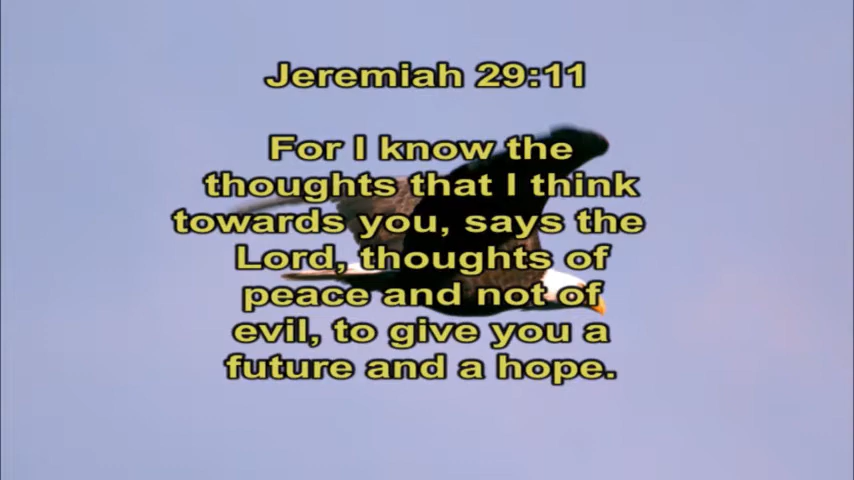 Jeremiah 29:11
For I know the
thoughts that I think
towards you, says the
Lord, thoughts of
peace and not of
evil, to give you a
future and a hope.